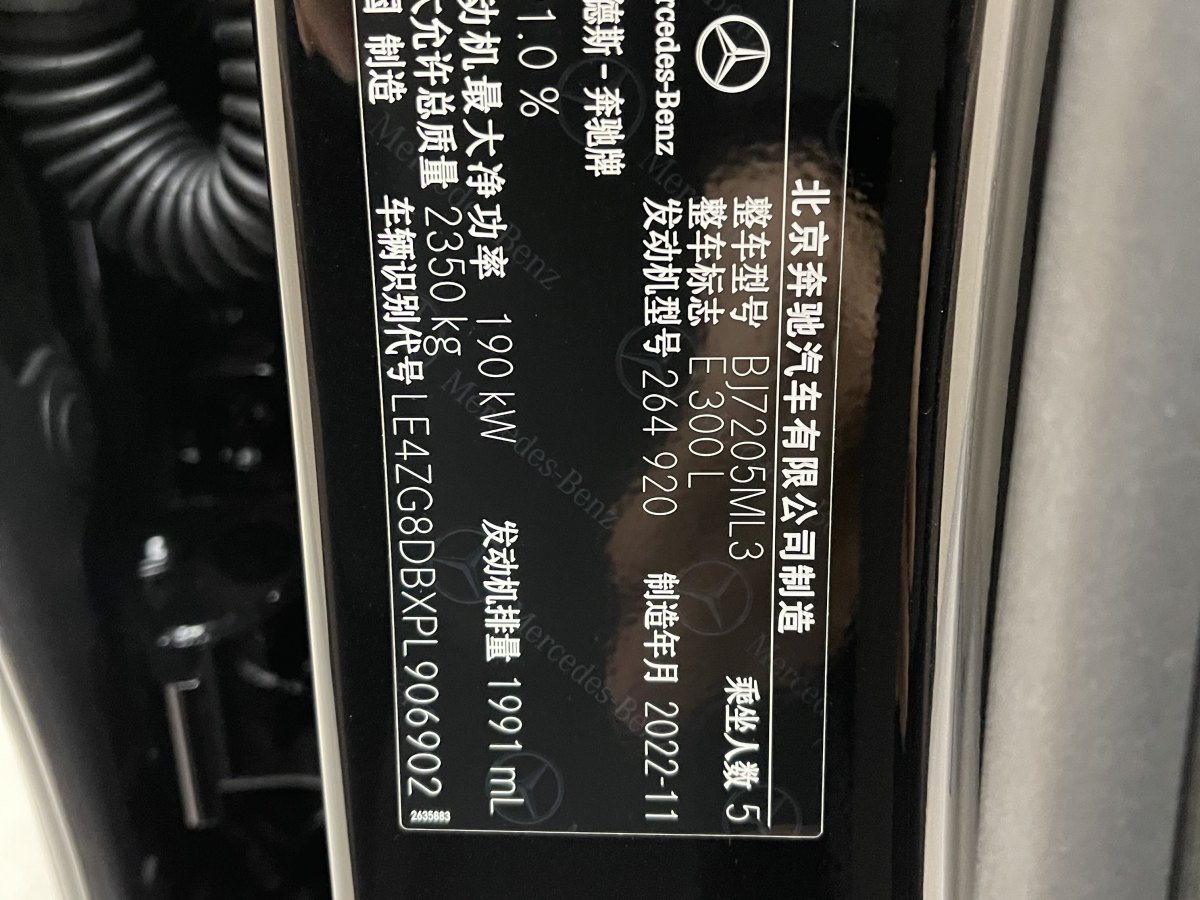 北京奔驰汽车有限公司制造
rcedes-Benz
整车型号 BJ7205ML3 乘坐人数 5
整车标志 E 300 L
德斯-奔驰牌
发动机型号 264 920 制造年月 2022-11
1.0 %
动机最大净功率 190 kW 发动机排量 1991 mL
允许总质量 2350 kg
制造
车辆识别代号 LE4ZG8DBXPL906902
2635883